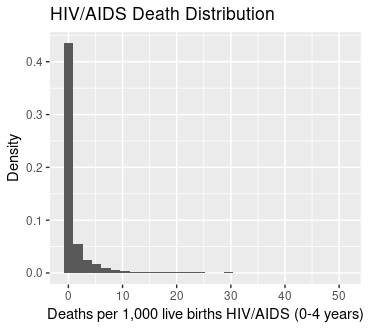 HIV/AIDS Death Distribution
Density
0.4
0.3
0.2
0.1
0.0
0 10 20 30 40 50
Deaths per 1,000 live births HIV/AIDS (0-4 years)